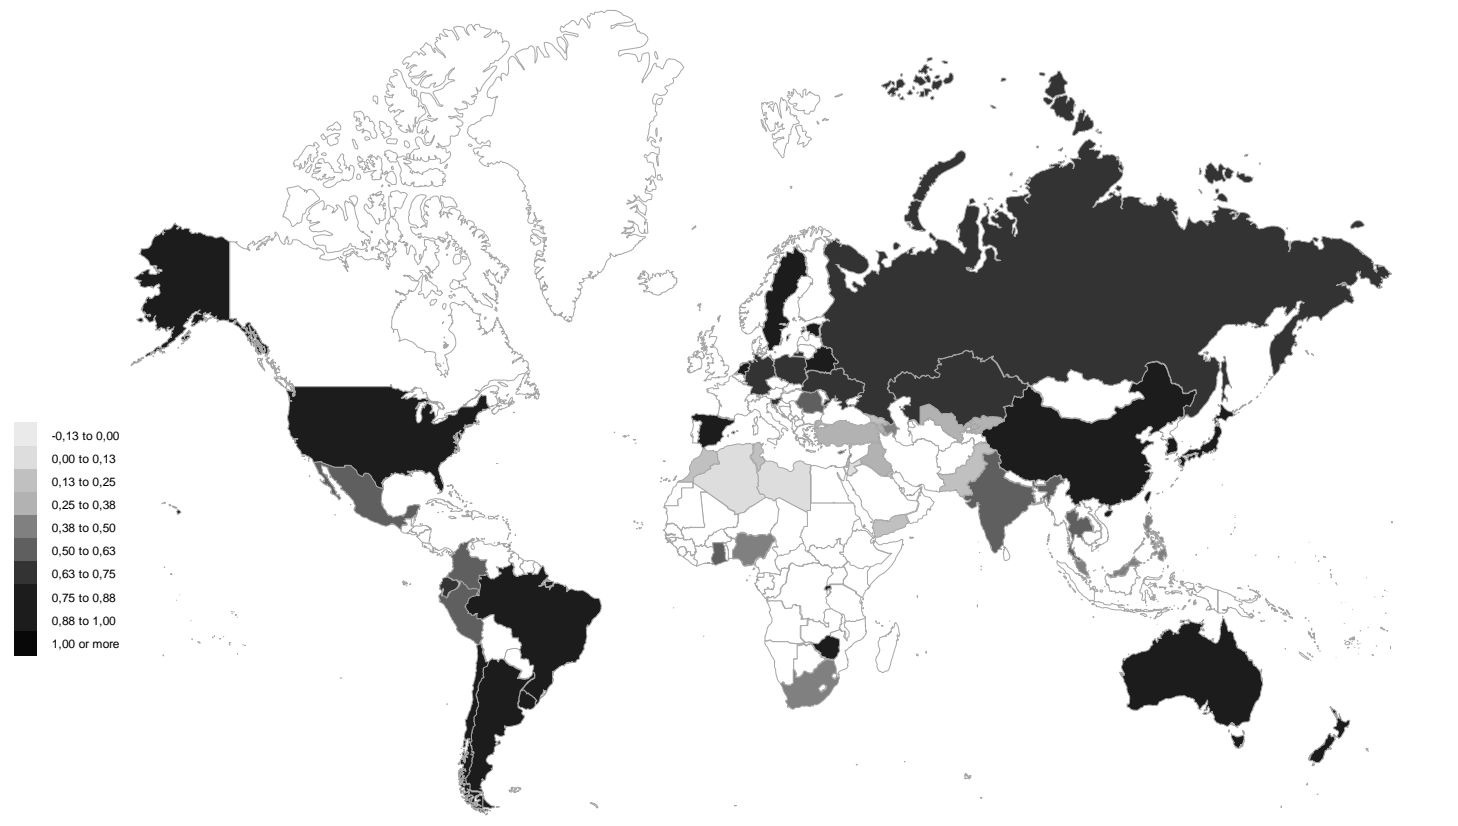 -0,13 to 0,00
0,00 to 0,13
0,13 to 0,25
0,25 to 0,38
0,38 to 0,50
0,50 to 0,63
0,63 to 0,75
0,75 to 0,88
0,88 to 1,00
1,00 or more